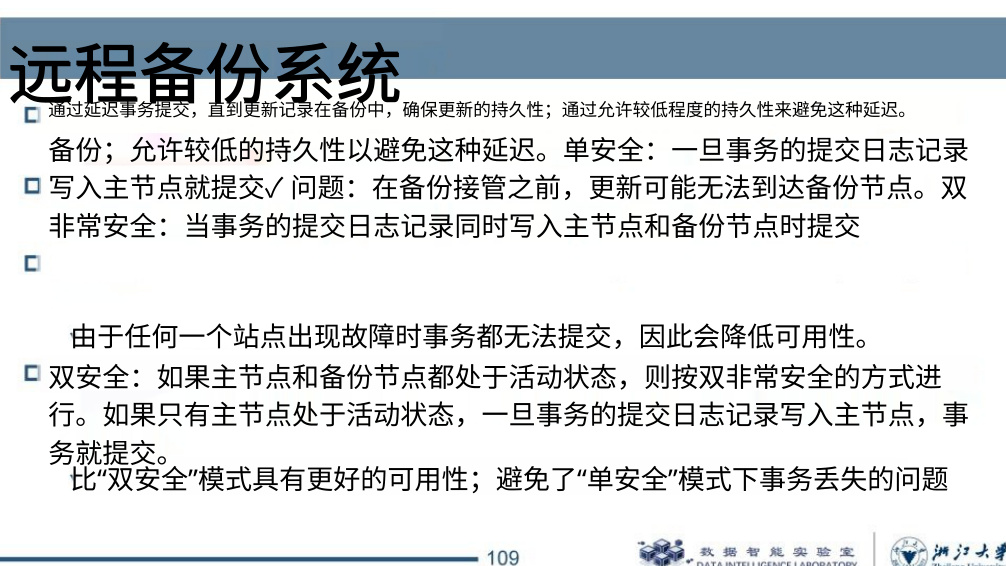 远程备份系统
通过延迟事务提交，直到更新记录在备份中，确保更新的持久性；通过允许较低程度的持久性来避免这种延迟。
备份；允许较低的持久性以避免这种延迟。单安全：一旦事务的提交日志记录
写入主节点就提交✓ 问题：在备份接管之前，更新可能无法到达备份节点。双
非常安全：当事务的提交日志记录同时写入主节点和备份节点时提交
由于任何一个站点出现故障时事务都无法提交，因此会降低可用性。
双安全：如果主节点和备份节点都处于活动状态，则按双非常安全的方式进
行。如果只有主节点处于活动状态，一旦事务的提交日志记录写入主节点，事
务就提交。
比“双安全”模式具有更好的可用性；避免了“单安全”模式下事务丢失的问题
109
数据智能实验室
DATA INTELLIGENCE LABORATORY
浙江大学